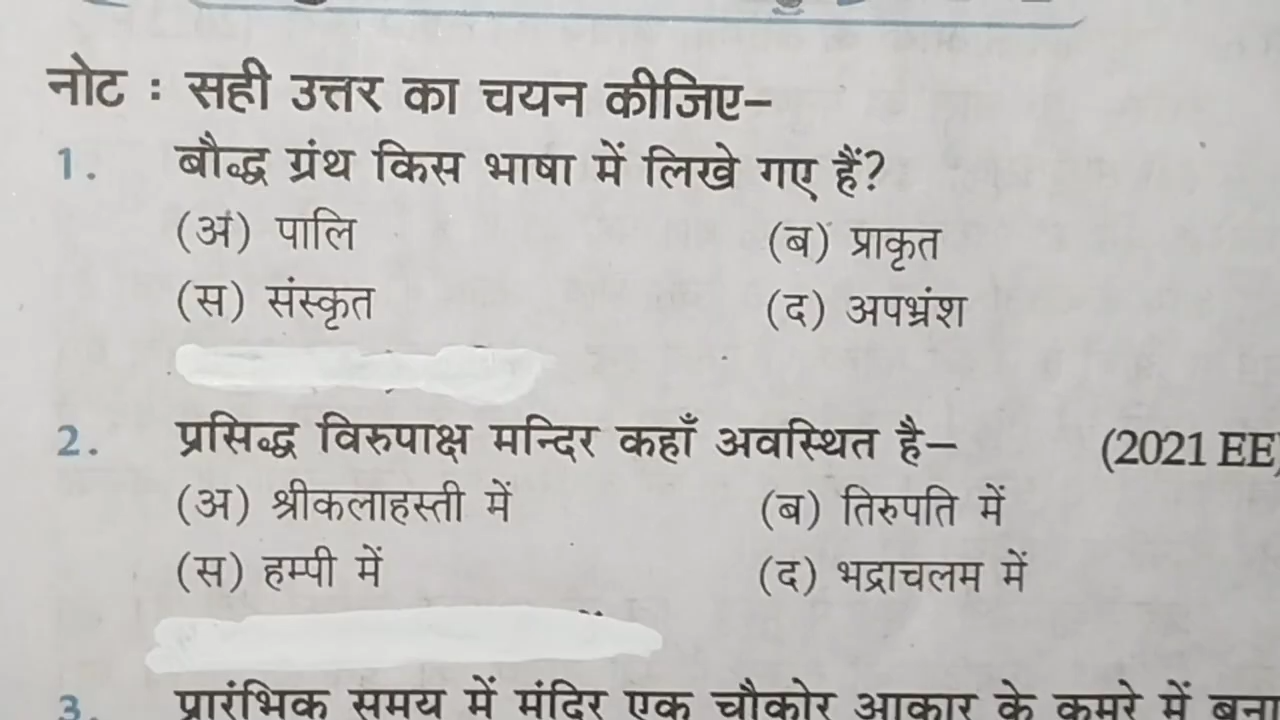 नोट : सही उत्तर का चयन कीजिए–
1. बौद्ध ग्रंथ किस भाषा में लिखे गए हैं?
(अ) पालि (ब) प्राकृत
(स) संस्कृत (द) अपभ्रंश
2. प्रसिद्ध विरुपाक्ष मन्दिर कहाँ अवस्थित है– (2021 EE)
(अ) श्रीकलाहस्ती में (ब) तिरुपति में
(स) हम्पी में (द) भद्राचलम में
3. प्रारंभिक समय में मंदिर एक चौकोर आकार के कमरे में बना